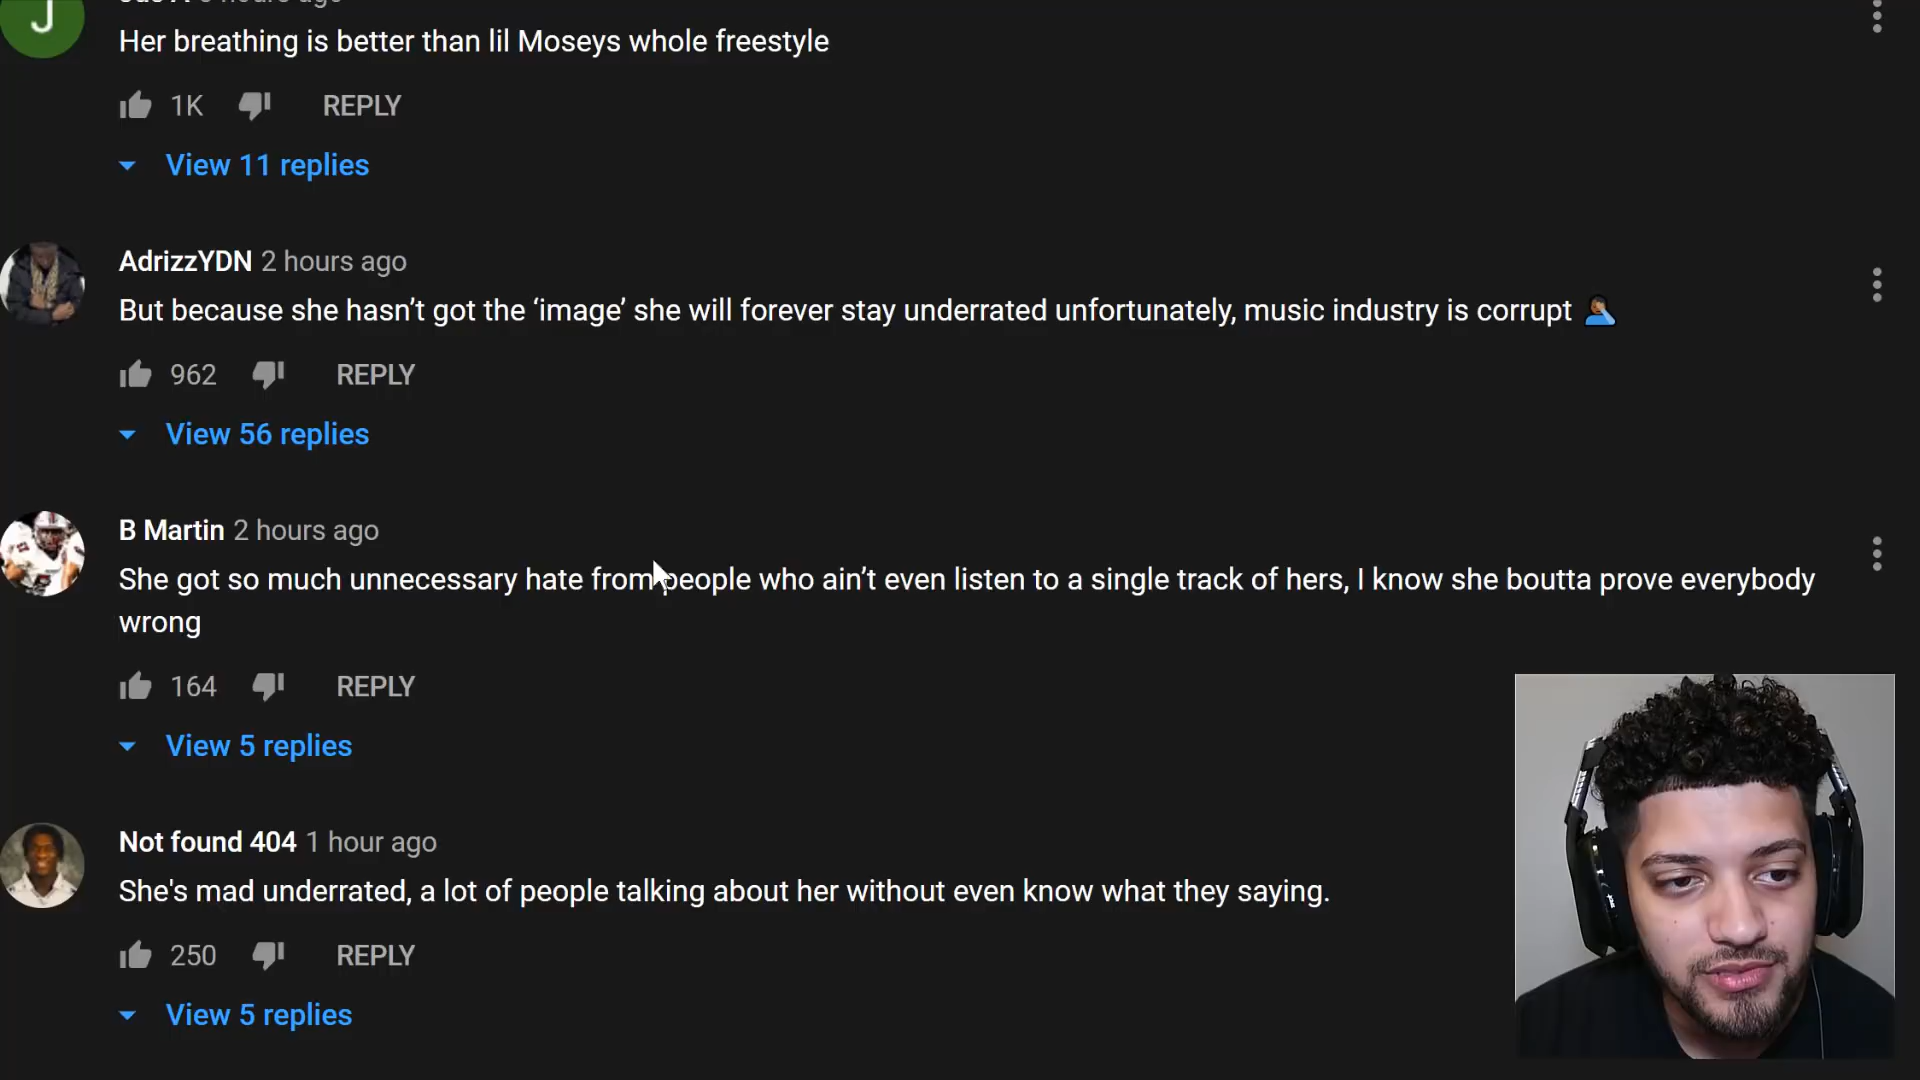 Her breathing is better than lil Moseys whole freestyle
1K REPLY
View 11 replies
AdrizzYDN 2 hours ago
But because she hasn’t got the ‘image’ she will forever stay underrated unfortunately, music industry is corrupt 🤦🏾‍♂️
962 REPLY
View 56 replies
B Martin 2 hours ago
She got so much unnecessary hate from people who ain’t even listen to a single track of hers, I know she boutta prove everybody
wrong
164 REPLY
View 5 replies
Not found 404 1 hour ago
She's mad underrated, a lot of people talking about her without even know what they saying.
250 REPLY
View 5 replies